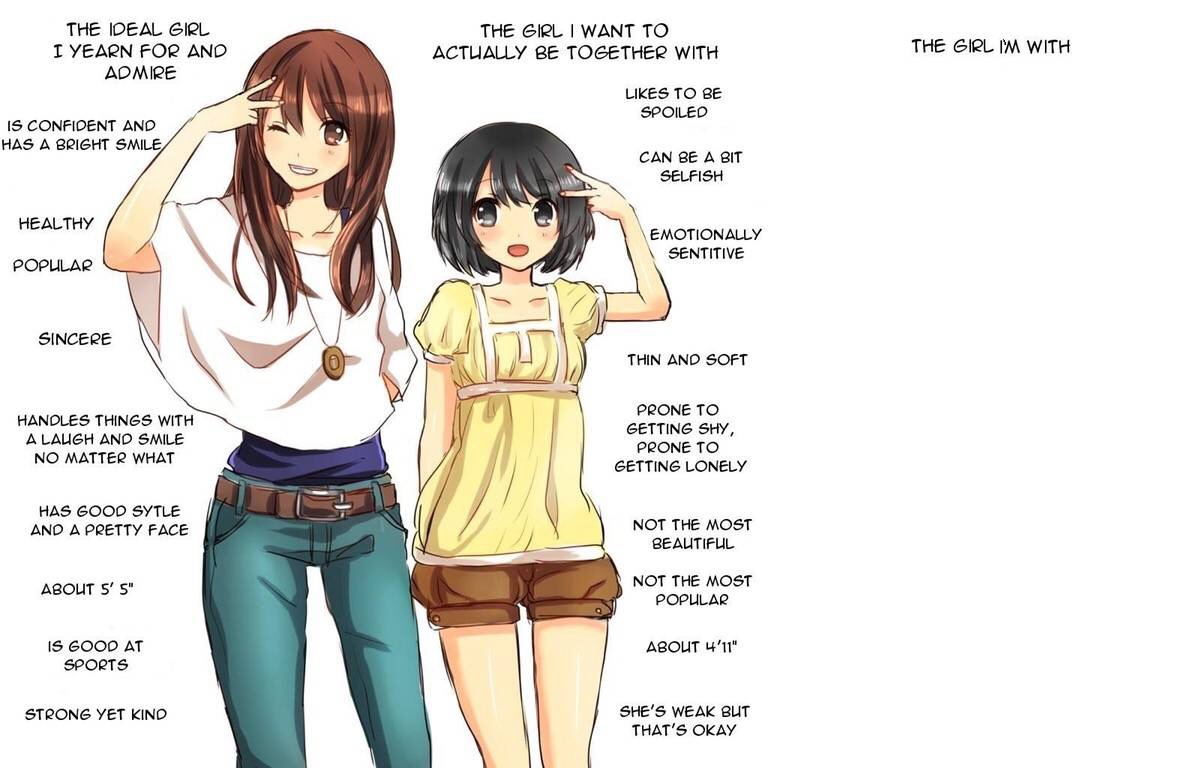 THE IDEAL GIRL
I YEARN FOR AND
ADMIRE
IS CONFIDENT AND
HAS A BRIGHT SMILE
HEALTHY
POPULAR
SINCERE
HANDLES THINGS WITH
A LAUGH AND SMILE
NO MATTER WHAT
HAS GOOD SYTLE
AND A PRETTY FACE
ABOUT 5' 5"
IS GOOD AT
SPORTS
STRONG YET KIND
THE GIRL I WANT TO
ACTUALLY BE TOGETHER WITH
LIKES TO BE
SPOILED
CAN BE A BIT
SELFISH
EMOTIONALLY
SENTITIVE
THIN AND SOFT
PRONE TO
GETTING SHY,
PRONE TO
GETTING LONELY
NOT THE MOST
BEAUTIFUL
NOT THE MOST
POPULAR
ABOUT 4'11"
SHE'S WEAK BUT
THAT'S OKAY
THE GIRL I'M WITH